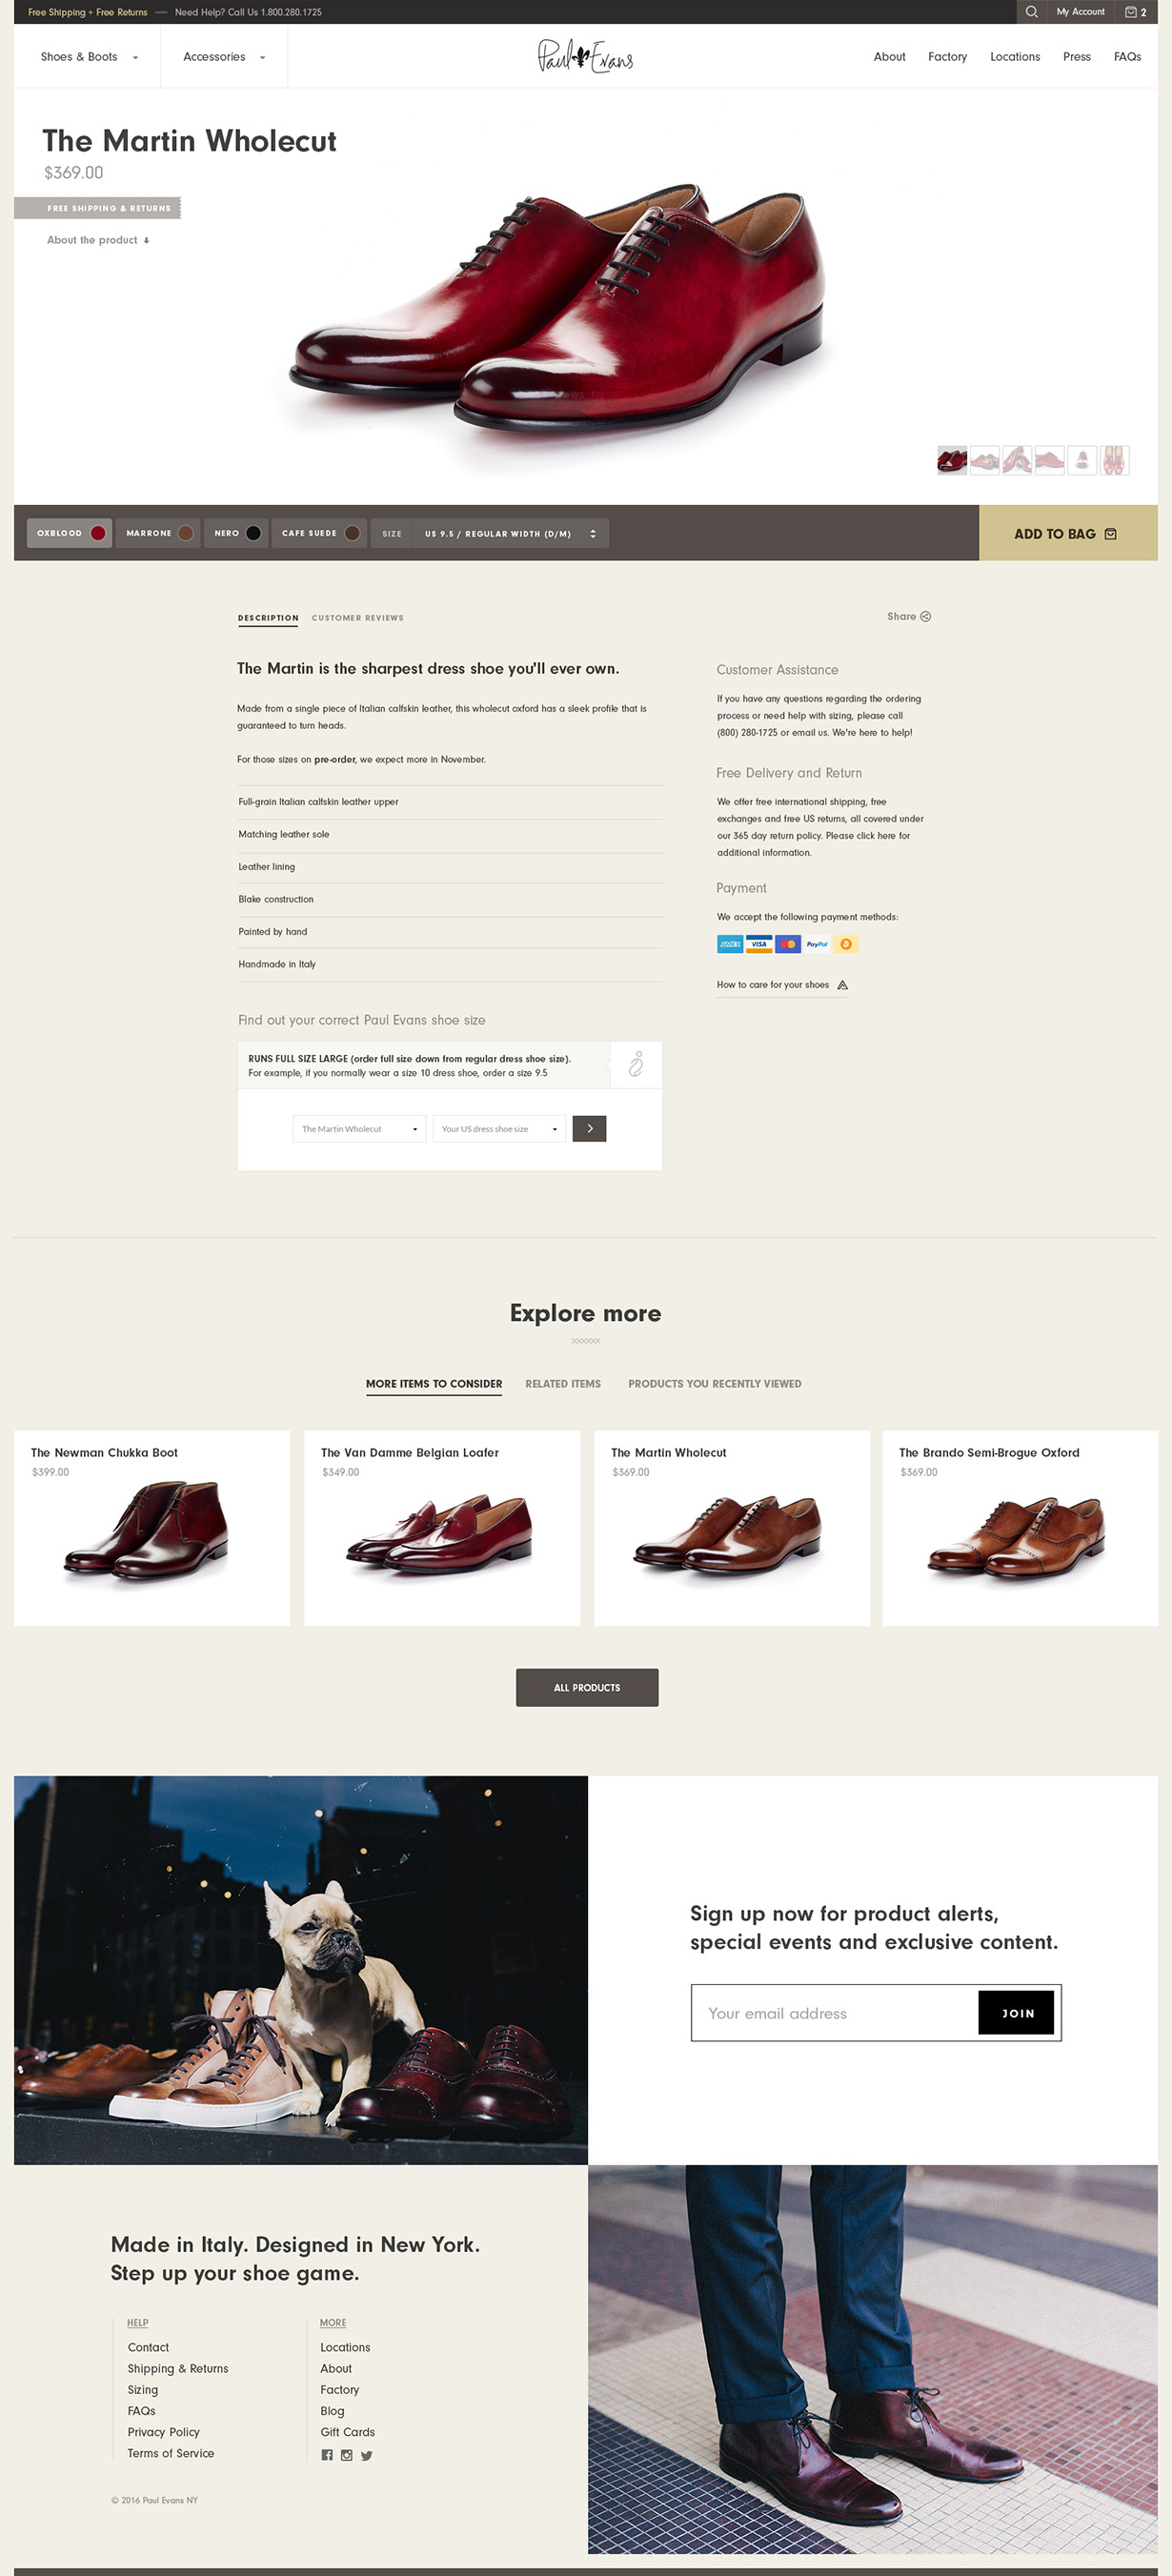 Free Shipping + Free Returns — Need Help? Call Us 1.800.280.1725
My Account
2
Shoes & Boots
Accessories
Paul Evans
About
Factory
Locations
Press
FAQs
The Martin Wholecut
$369.00
FREE SHIPPING & RETURNS
About the product
OXBLOOD
MARRONE
NERO
CAFE SUEDE
SIZE
US 9.5 / REGULAR WIDTH (D/M)
ADD TO BAG
DESCRIPTION
CUSTOMER REVIEWS
Share
The Martin is the sharpest dress shoe you'll ever own.
Made from a single piece of Italian calfskin leather, this wholecut oxford has a sleek profile that is
guaranteed to turn heads.
For those sizes on pre-order, we expect more in November.
Full-grain Italian calfskin leather upper
Matching leather sole
Leather lining
Blake construction
Painted by hand
Handmade in Italy
Customer Assistance
If you have any questions regarding the ordering
process or need help with sizing, please call
(800) 280-1725 or email us. We're here to help!
Free Delivery and Return
We offer free international shipping, free
exchanges and free US returns, all covered under
our 365 day return policy. Please click here for
additional information.
Payment
We accept the following payment methods:
VISA
PayPal
How to care for your shoes
Find out your correct Paul Evans shoe size
RUNS FULL SIZE LARGE (order full size down from regular dress shoe size).
For example, if you normally wear a size 10 dress shoe, order a size 9.5
The Martin Wholecut
Your US dress shoe size
Explore more
MORE ITEMS TO CONSIDER
RELATED ITEMS
PRODUCTS YOU RECENTLY VIEWED
The Newman Chukka Boot
$399.00
The Van Damme Belgian Loafer
$349.00
The Martin Wholecut
$369.00
The Brando Semi-Brogue Oxford
$369.00
ALL PRODUCTS
Sign up now for product alerts,
special events and exclusive content.
Your email address
JOIN
Made in Italy. Designed in New York.
Step up your shoe game.
HELP
Contact
Shipping & Returns
Sizing
FAQs
Privacy Policy
Terms of Service
MORE
Locations
About
Factory
Blog
Gift Cards
© 2016 Paul Evans NY